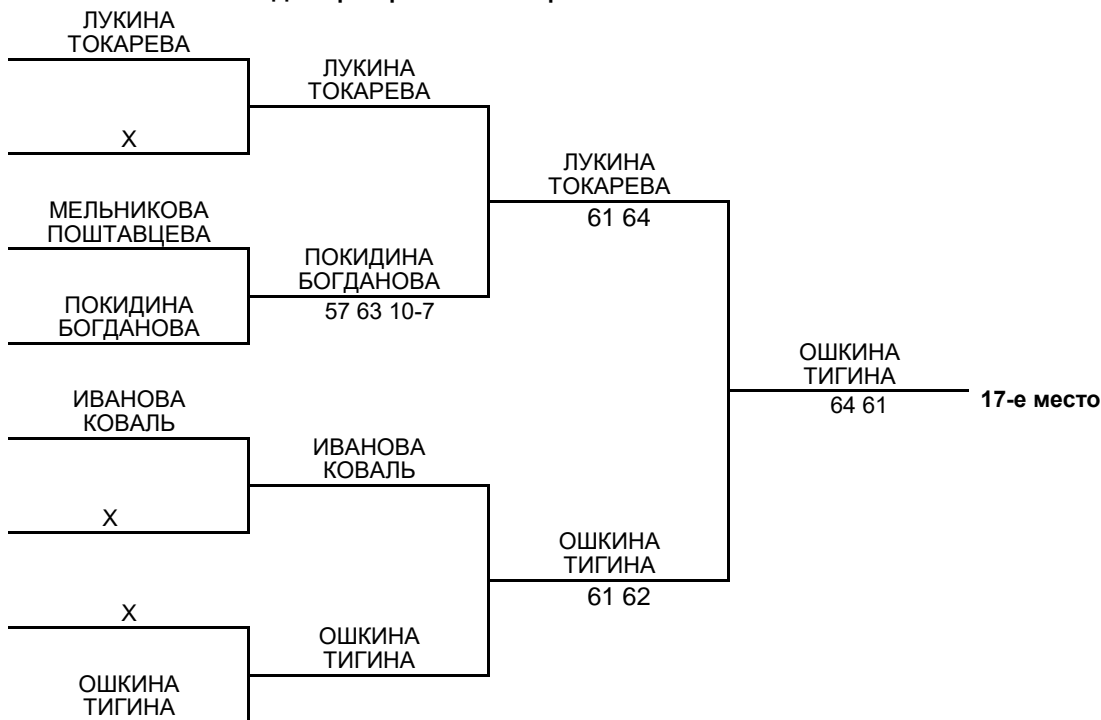 ЛУКИНА
ТОКАРЕВА
X
МЕЛЬНИКОВА
ПОШТАВЦЕВА
ПОКИДИНА
БОГДАНОВА
ИВАНОВА
КОВАЛЬ
X
X
ОШКИНА
ТИГИНА
ЛУКИНА
ТОКАРЕВА
ПОКИДИНА
БОГДАНОВА
57 63 10-7
ИВАНОВА
КОВАЛЬ
ОШКИНА
ТИГИНА
ЛУКИНА
ТОКАРЕВА
61 64
ОШКИНА
ТИГИНА
61 62
ОШКИНА
ТИГИНА
64 61
17-е место